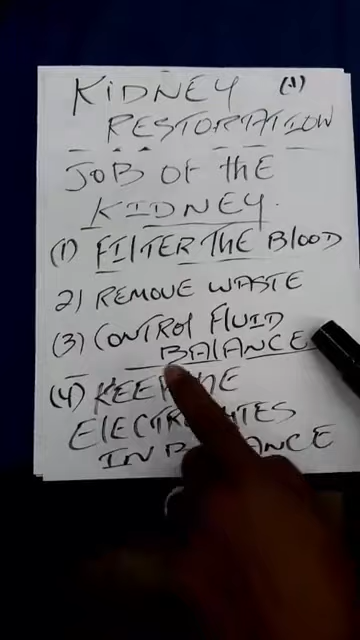 KIDNEY (1)
RESTORATION
JOB Of the
KIDNEY.
(1) FILTER THE BLOOD
2) REMOVE WASTE
(3) CONTROL FLUID
BALANCE
(4) KEEP
IN